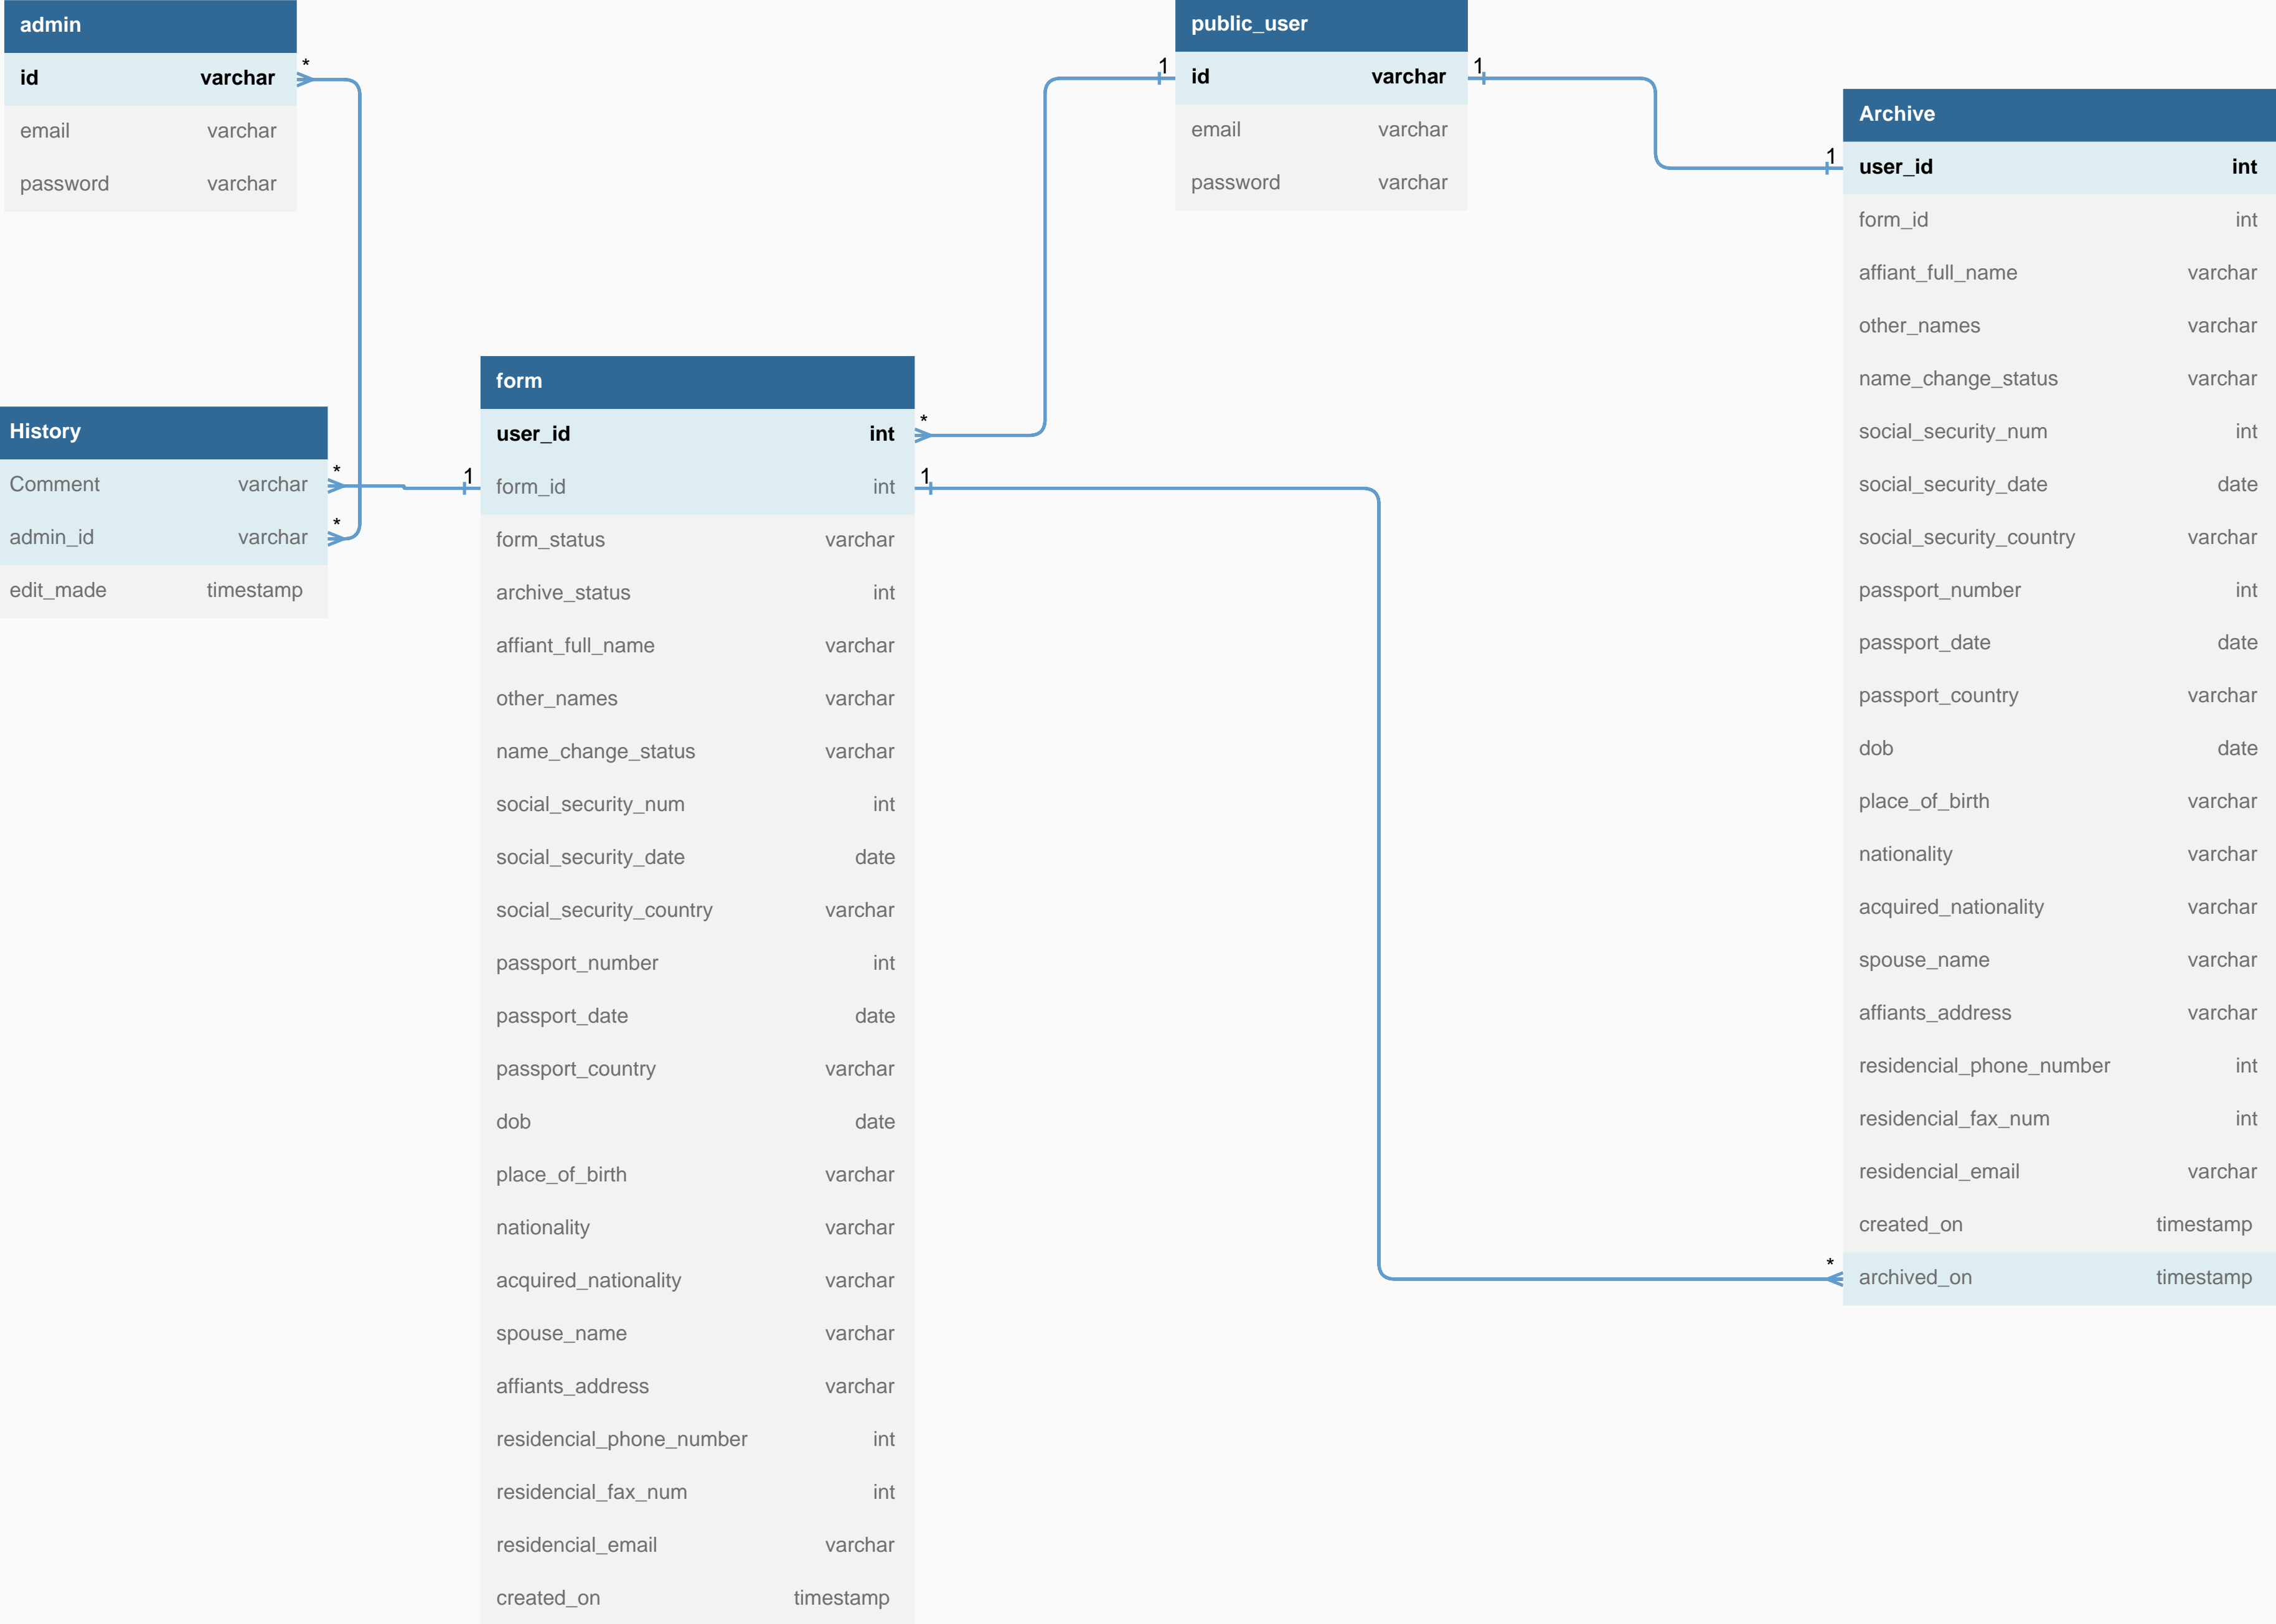 admin
id varchar
email varchar
password varchar
*
public_user
id varchar
email varchar
password varchar
1
1
Archive
user_id int
form_id int
affiant_full_name varchar
other_names varchar
name_change_status varchar
social_security_num int
social_security_date date
social_security_country varchar
passport_number int
passport_date date
passport_country varchar
dob date
place_of_birth varchar
nationality varchar
acquired_nationality varchar
spouse_name varchar
affiants_address varchar
residencial_phone_number int
residencial_fax_num int
residencial_email varchar
created_on timestamp
archived_on timestamp
1
*
History
Comment varchar
admin_id varchar
edit_made timestamp
*
*
form
user_id int
form_id int
form_status varchar
archive_status int
affiant_full_name varchar
other_names varchar
name_change_status varchar
social_security_num int
social_security_date date
social_security_country varchar
passport_number int
passport_date date
passport_country varchar
dob date
place_of_birth varchar
nationality varchar
acquired_nationality varchar
spouse_name varchar
affiants_address varchar
residencial_phone_number int
residencial_fax_num int
residencial_email varchar
created_on timestamp
*
1
1